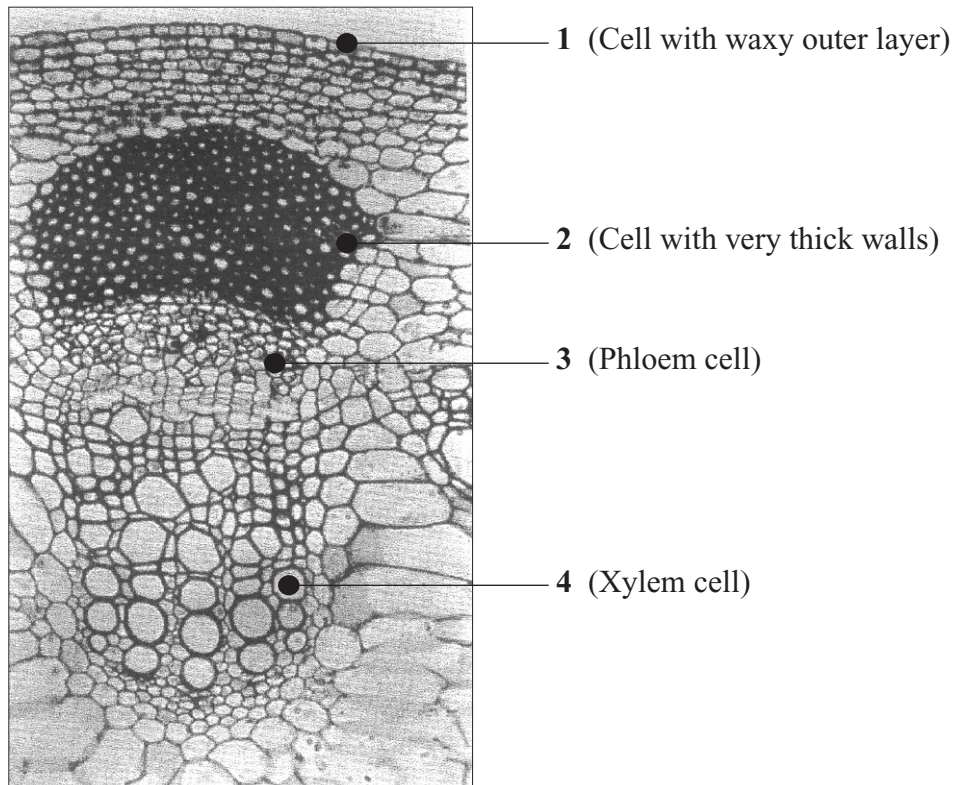 1 (Cell with waxy outer layer)
2 (Cell with very thick walls)
3 (Phloem cell)
4 (Xylem cell)